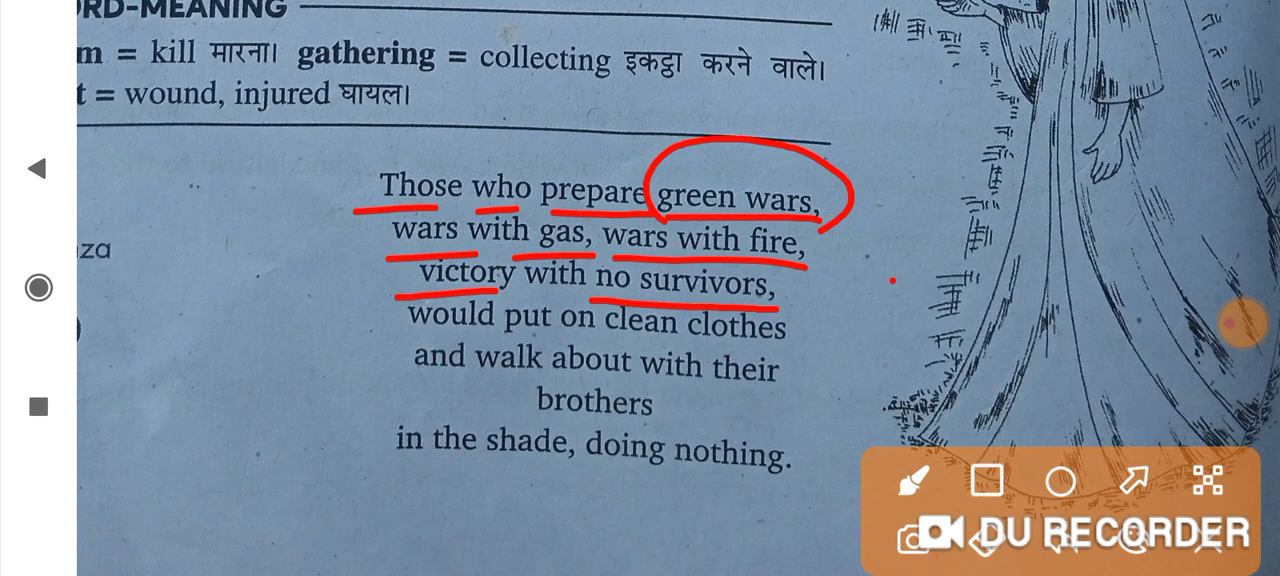 RD-MEANING
m = kill मारना। gathering = collecting इकट्ठा करने वाले।
t = wound, injured घायल।
Those who prepare green wars,
wars with gas, wars with fire,
victory with no survivors,
would put on clean clothes
and walk about with their
brothers
in the shade, doing nothing.
za
DU RECORDER